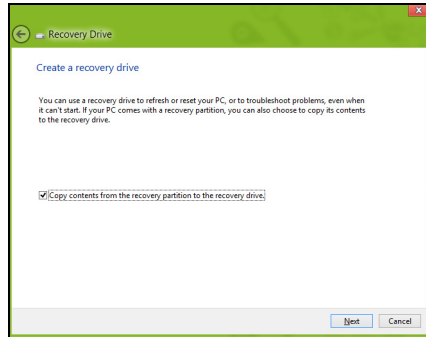 Recovery Drive
Create a recovery drive
You can use a recovery drive to refresh or reset your PC, or to troubleshoot problems, even when
it can't start. If your PC comes with a recovery partition, you can also choose to copy its contents
to the recovery drive.
Copy contents from the recovery partition to the recovery drive.
Next Cancel